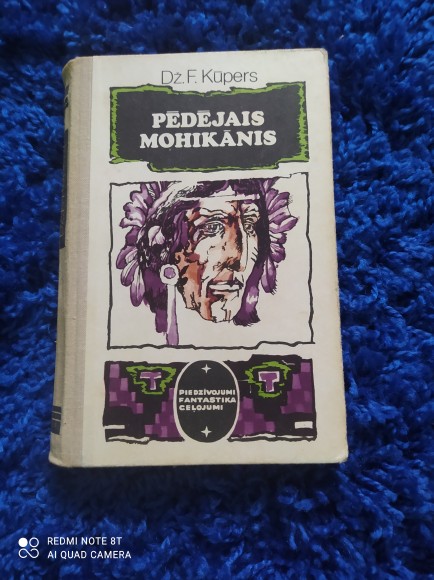 Dž. F. Kūpers
PĒDĒJAIS
MOHIKĀNIS
T
T
PIEDZĪVOJUMI
FANTASTIKA
CEĻOJUMI
REDMI NOTE 8T
AI QUAD CAMERA